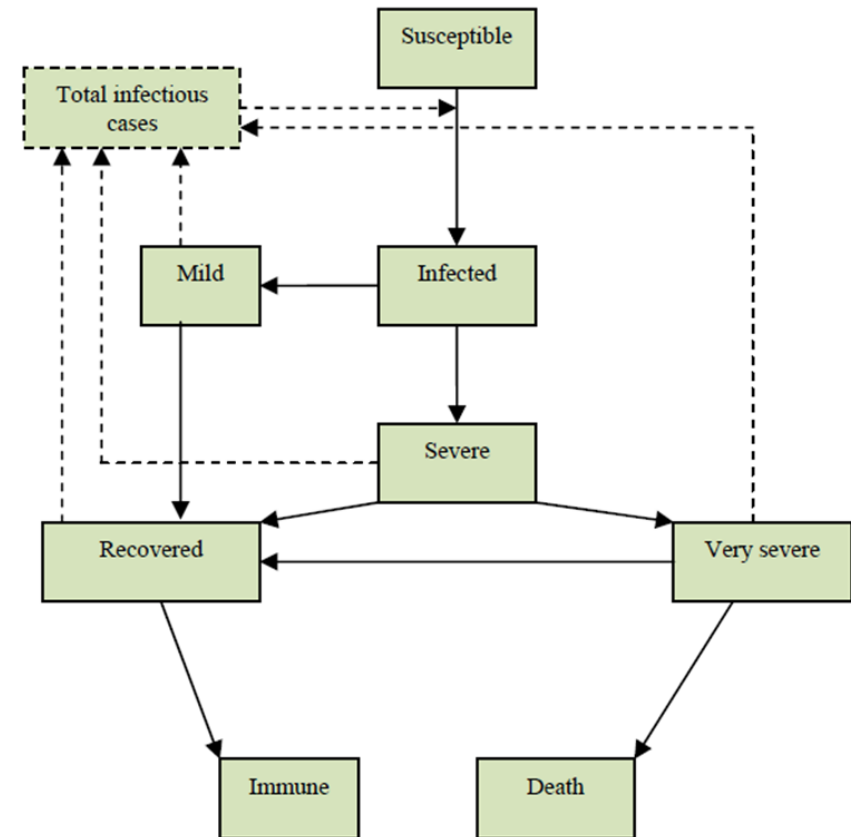 Susceptible
Total infectious
cases
Mild
Infected
Severe
Recovered
Very severe
Immune
Death